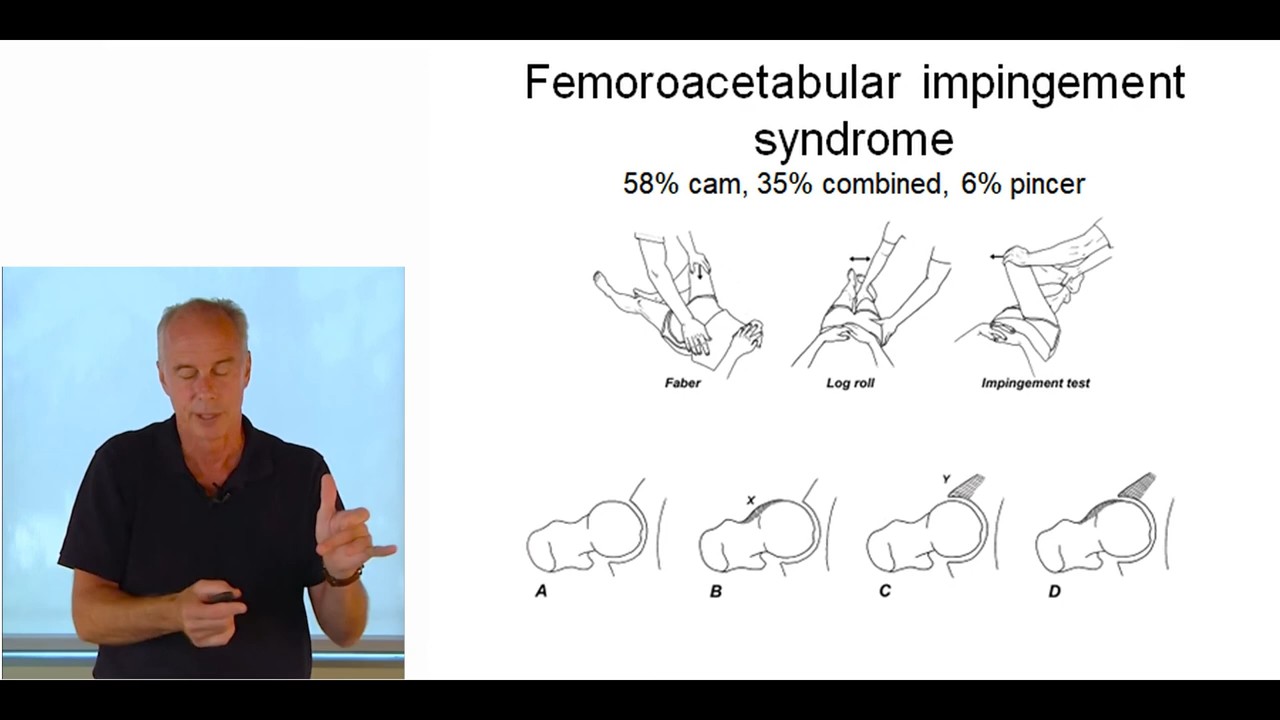 Femoroacetabular impingement
syndrome
58% cam, 35% combined, 6% pincer
Faber
Log roll
Impingement test
X
Y
A
B
C
D